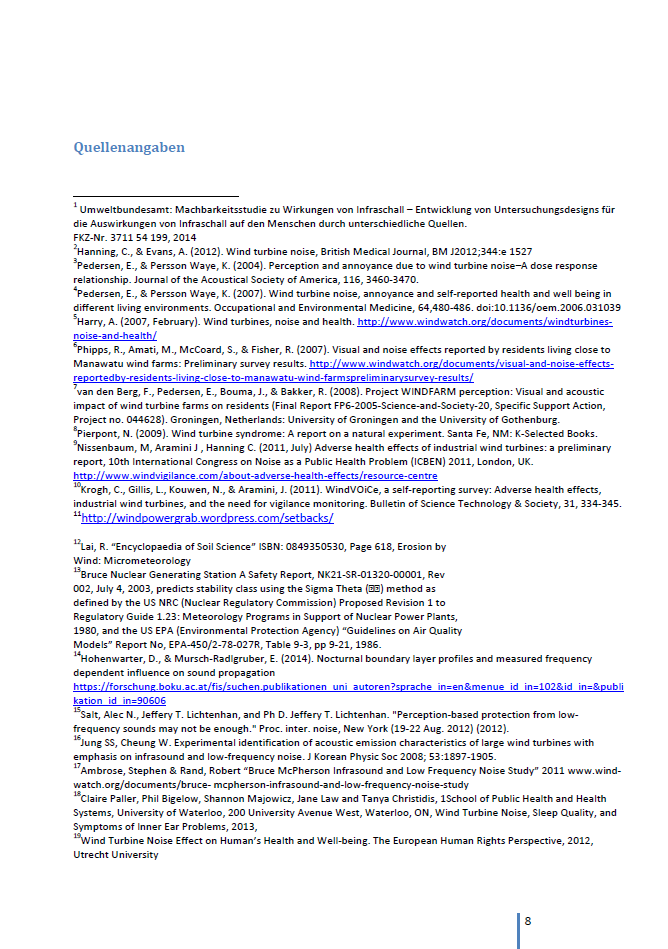 Quellenangaben
1 Umweltbundesamt: Machbarkeitsstudie zu Wirkungen von Infraschall – Entwicklung von Untersuchungsdesigns für
die Auswirkungen von Infraschall auf den Menschen durch unterschiedliche Quellen.
FKZ-Nr. 3711 54 199, 2014
2Hanning, C., & Evans, A. (2012). Wind turbine noise, British Medical Journal, BM J2012;344:e 1527
3Pedersen, E., & Persson Waye, K. (2004). Perception and annoyance due to wind turbine noise–A dose response
relationship. Journal of the Acoustical Society of America, 116, 3460-3470.
4Pedersen, E., & Persson Waye, K. (2007). Wind turbine noise, annoyance and self-reported health and well being in
different living environments. Occupational and Environmental Medicine, 64,480-486. doi:10.1136/oem.2006.031039
5Harry, A. (2007, February). Wind turbines, noise and health. http://www.windwatch.org/documents/windturbines-
noise-and-health/
6Phipps, R., Amati, M., McCoard, S., & Fisher, R. (2007). Visual and noise effects reported by residents living close to
Manawatu wind farms: Preliminary survey results. http://www.windwatch.org/documents/visual-and-noise-effects-
reportedby-residents-living-close-to-manawatu-wind-farmspreliminarysurvey-results/
7van den Berg, F., Pedersen, E., Bouma, J., & Bakker, R. (2008). Project WINDFARM perception: Visual and acoustic
impact of wind turbine farms on residents (Final Report FP6-2005-Science-and-Society-20, Specific Support Action,
Project no. 044628). Groningen, Netherlands: University of Groningen and the University of Gothenburg.
8Pierpont, N. (2009). Wind turbine syndrome: A report on a natural experiment. Santa Fe, NM: K-Selected Books.
9Nissenbaum, M, Aramini J , Hanning C. (2011, July) Adverse health effects of industrial wind turbines: a preliminary
report, 10th International Congress on Noise as a Public Health Problem (ICBEN) 2011, London, UK.
http://www.windvigilance.com/about-adverse-health-effects/resource-centre
10Krogh, C., Gillis, L., Kouwen, N., & Aramini, J. (2011). WindVOiCe, a self-reporting survey: Adverse health effects,
industrial wind turbines, and the need for vigilance monitoring. Bulletin of Science Technology & Society, 31, 334-345.
11http://windpowergrab.wordpress.com/setbacks/
12Lai, R. “Encyclopaedia of Soil Science” ISBN: 0849350530, Page 618, Erosion by
Wind: Micrometeorology
13Bruce Nuclear Generating Station A Safety Report, NK21-SR-01320-00001, Rev
002, July 4, 2003, predicts stability class using the Sigma Theta () method as
defined by the US NRC (Nuclear Regulatory Commission) Proposed Revision 1 to
Regulatory Guide 1.23: Meteorology Programs in Support of Nuclear Power Plants,
1980, and the US EPA (Environmental Protection Agency) “Guidelines on Air Quality
Models” Report No, EPA-450/2-78-027R, Table 9-3, pp 9-21, 1986.
14Hohenwarter, D., & Mursch-Radlgruber, E. (2014). Nocturnal boundary layer profiles and measured frequency
dependent influence on sound propagation
https://forschung.boku.ac.at/fis/suchen.publikationen_uni_autoren?sprache_in=en&menue_id_in=102&id_in=&publi
kation_id_in=90606
15Salt, Alec N., Jeffery T. Lichtenhan, and Ph D. Jeffery T. Lichtenhan. "Perception-based protection from low-
frequency sounds may not be enough." Proc. inter. noise, New York (19-22 Aug. 2012) (2012).
16Jung SS, Cheung W. Experimental identification of acoustic emission characteristics of large wind turbines with
emphasis on infrasound and low-frequency noise. J Korean Physic Soc 2008; 53:1897-1905.
17Ambrose, Stephen & Rand, Robert “Bruce McPherson Infrasound and Low Frequency Noise Study” 2011 www.wind-
watch.org/documents/bruce- mcpherson-infrasound-and-low-frequency-noise-study
18Claire Paller, Phil Bigelow, Shannon Majowicz, Jane Law and Tanya Christidis, 1School of Public Health and Health
Systems, University of Waterloo, 200 University Avenue West, Waterloo, ON, Wind Turbine Noise, Sleep Quality, and
Symptoms of Inner Ear Problems, 2013,
19Wind Turbine Noise Effect on Human’s Health and Well-being. The European Human Rights Perspective, 2012,
Utrecht University
8